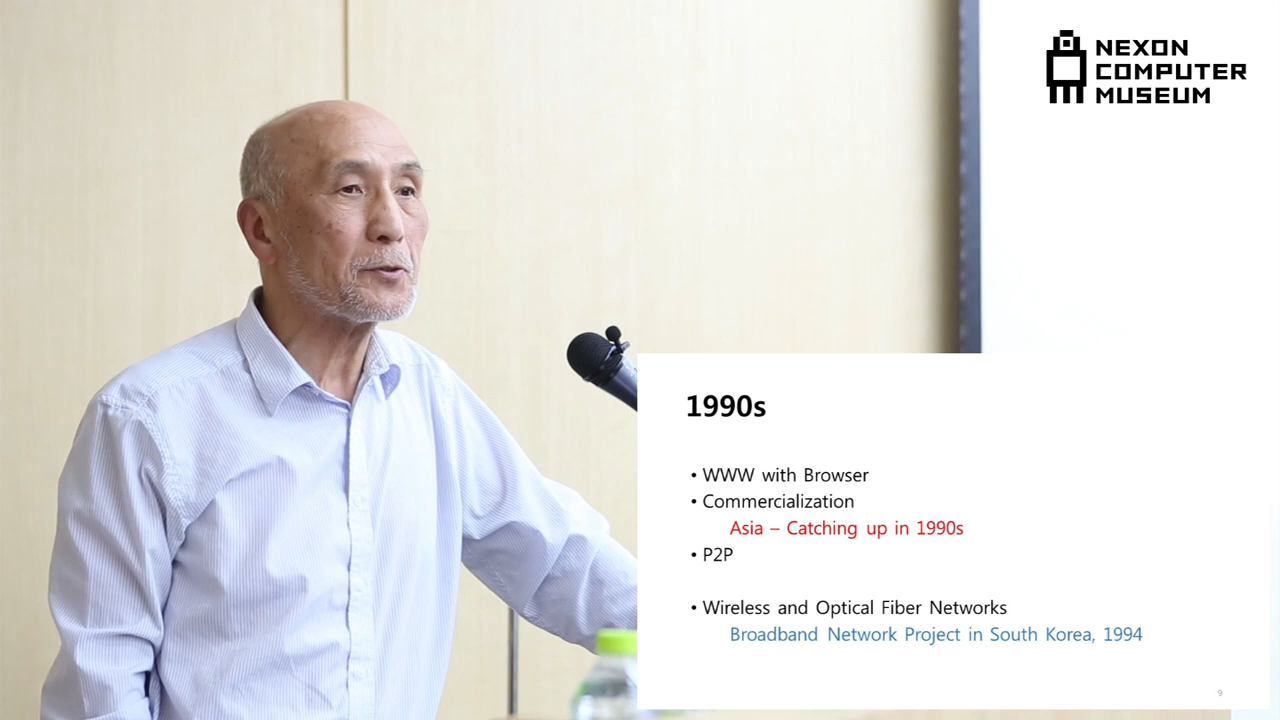 NEXON
COMPUTER
MUSEUM
1990s
• WWW with Browser
• Commercialization
Asia – Catching up in 1990s
• P2P
• Wireless and Optical Fiber Networks
Broadband Network Project in South Korea, 1994
9